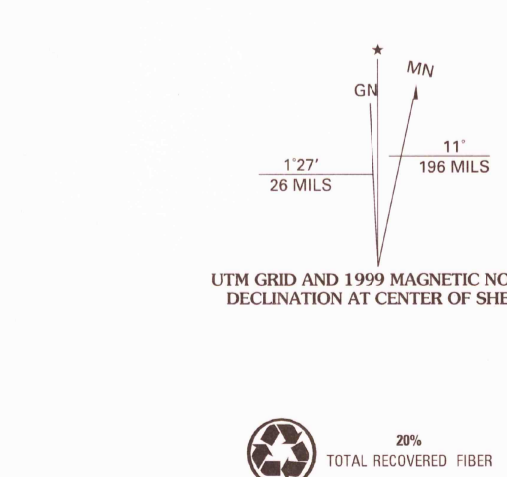 ★
MN
GN
1°27'
26 MILS
11°
196 MILS
UTM GRID AND 1999 MAGNETIC NO
DECLINATION AT CENTER OF SHE
20%
TOTAL RECOVERED FIBER